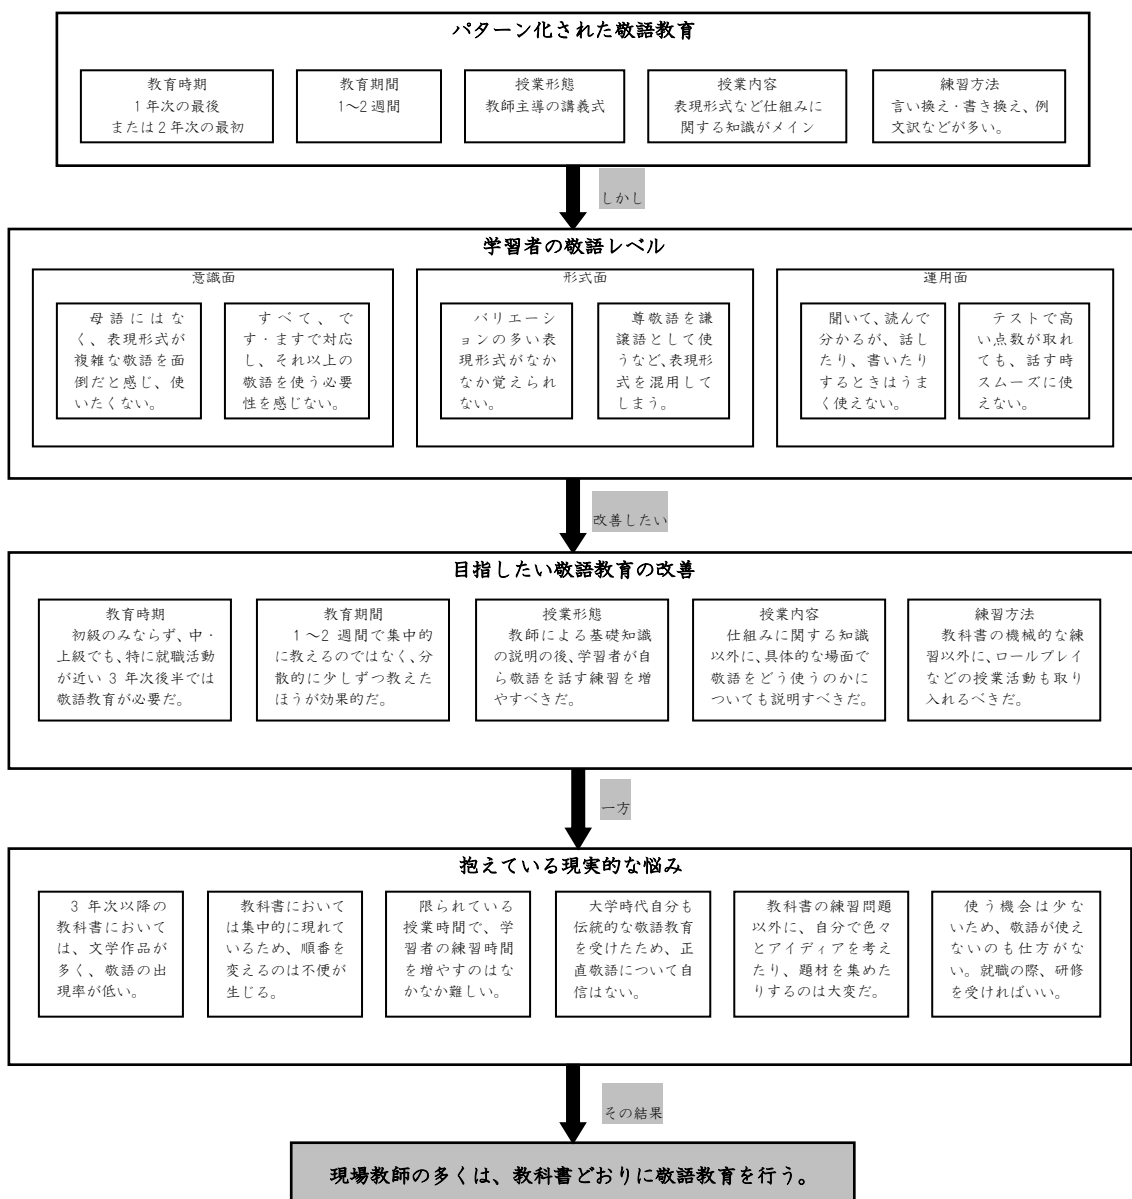 パターン化された敬語教育
教育時期
1年次の最後
または2年次の最初
教育期間
1～2週間
授業形態
教師主導の講義式
授業内容
表現形式など仕組みに
関する知識がメイン
練習方法
言い換え・書き換え、例
文訳などが多い。
しかし
学習者の敬語レベル
意識面
母語にはな
く、表現形式が
複雑な敬語を面
倒だと感じ、使
いたくない。
すべて、で
す・ますで対応
し、それ以上の
敬語を使う必要
性を感じない。
形式面
バリエーシ
ョンの多い表
現形式がなか
なか覚えられ
ない。
尊敬語を謙
譲語として使
うなど、表現形
式を混用して
しまう。
運用面
聞いて、読んで
分かるが、話し
たり、書いたり
するときはうま
く使えない。
テストで高
い点数が取れ
ても、話す時
スムーズに使
えない。
改善したい
目指したい敬語教育の改善
教育時期
初級のみならず、中・
上級でも、特に就職活動
が近い3年次後半では
敬語教育が必要だ。
教育期間
1～2週間で集中的
に教えるのではなく、分
散的に少しずつ教えた
ほうが効果的だ。
授業形態
教師による基礎知識
の説明の後、学習者が自
ら敬語を話す練習を増
やすべきだ。
授業内容
仕組みに関する知識
以外に、具体的な場面で
敬語をどう使うのかに
ついても説明すべきだ。
練習方法
教科書の機械的な練
習以外に、ロールプレイ
などの授業活動も取り
入れるべきだ。
一方
抱えている現実的な悩み
3年次以降の
教科書において
は、文学作品が
多く、敬語の出
現率が低い。
教科書において
は集中的に現れて
いるため、順番を
変えるのは不便が
生じる。
限られている
授業時間で、学
習者の練習時間
を増やすのはな
かなか難しい。
大学時代自分も
伝統的な敬語教育
を受けたため、正
直敬語について自
信はない。
教科書の練習問題
以外に、自分で色々
とアイディアを考え
たり、題材を集めた
りするのは大変だ。
使う機会は少な
いため、敬語が使え
ないのも仕方がな
い。就職の際、研修
を受ければいい。
その結果
現場教師の多くは、教科書どおりに敬語教育を行う。